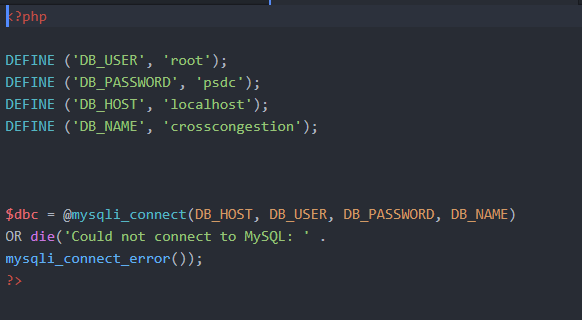 <?php
DEFINE ('DB_USER', 'root');
DEFINE ('DB_PASSWORD', 'psdc');
DEFINE ('DB_HOST', 'localhost');
DEFINE ('DB_NAME', 'crosscongestion');
$dbc = @mysqli_connect(DB_HOST, DB_USER, DB_PASSWORD, DB_NAME)
OR die('Could not connect to MySQL: ' .
mysqli_connect_error());
?>